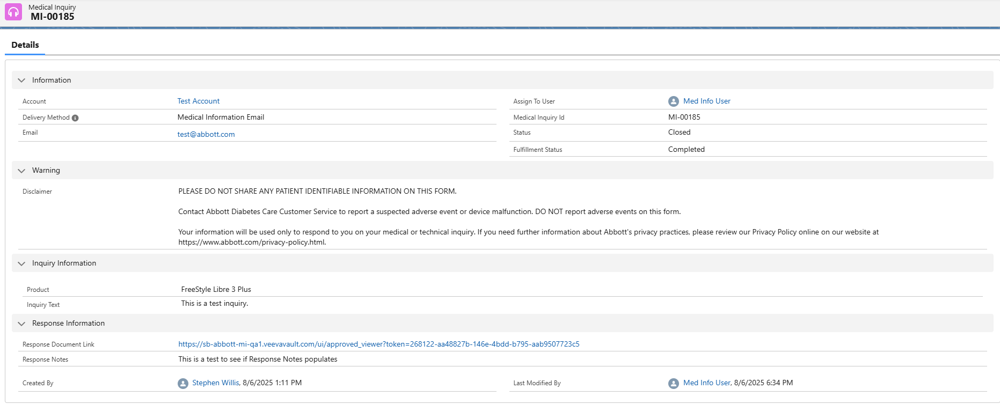 Medical Inquiry
MI-00185
Details
Information
Account Test Account
Assign To User Med Info User
Delivery Method Medical Information Email
Medical Inquiry Id MI-00185
Email test@abbott.com
Status Closed
Fulfillment Status Completed
Warning
Disclaimer PLEASE DO NOT SHARE ANY PATIENT IDENTIFIABLE INFORMATION ON THIS FORM.
Contact Abbott Diabetes Care Customer Service to report a suspected adverse event or device malfunction. DO NOT report adverse events on this form.
Your information will be used only to respond to you on your medical or technical inquiry. If you need further information about Abbott's privacy practices, please review our Privacy Policy online on our website at
https://www.abbott.com/privacy-policy.html.
Inquiry Information
Product FreeStyle Libre 3 Plus
Inquiry Text This is a test inquiry.
Response Information
Response Document Link https://sb-abbott-mi-qa1.veevavault.com/ui/approved_viewer?token=268122-aa48827b-146e-4bdd-b795-aab9507723c5
Response Notes This is a test to see if Response Notes populates
Created By Stephen Willis, 8/6/2025 1:11 PM
Last Modified By Med Info User, 8/6/2025 6:34 PM